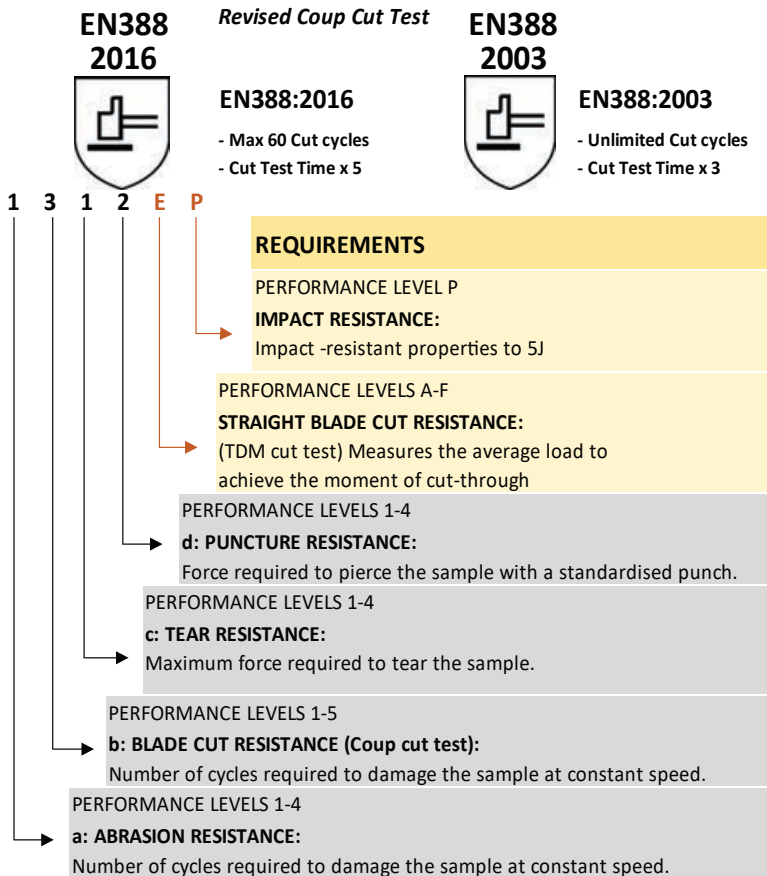 EN388
2016
Revised Coup Cut Test
EN388
2003
EN388:2016
- Max 60 Cut cycles
- Cut Test Time x 5
EN388:2003
- Unlimited Cut cycles
- Cut Test Time x 3
1 3 1 2 E P
REQUIREMENTS
PERFORMANCE LEVEL P
IMPACT RESISTANCE:
Impact -resistant properties to 5J
PERFORMANCE LEVELS A-F
STRAIGHT BLADE CUT RESISTANCE:
(TDM cut test) Measures the average load to
achieve the moment of cut-through
PERFORMANCE LEVELS 1-4
d: PUNCTURE RESISTANCE:
Force required to pierce the sample with a standardised punch.
PERFORMANCE LEVELS 1-4
c: TEAR RESISTANCE:
Maximum force required to tear the sample.
PERFORMANCE LEVELS 1-5
b: BLADE CUT RESISTANCE (Coup cut test):
Number of cycles required to damage the sample at constant speed.
PERFORMANCE LEVELS 1-4
a: ABRASION RESISTANCE:
Number of cycles required to damage the sample at constant speed.